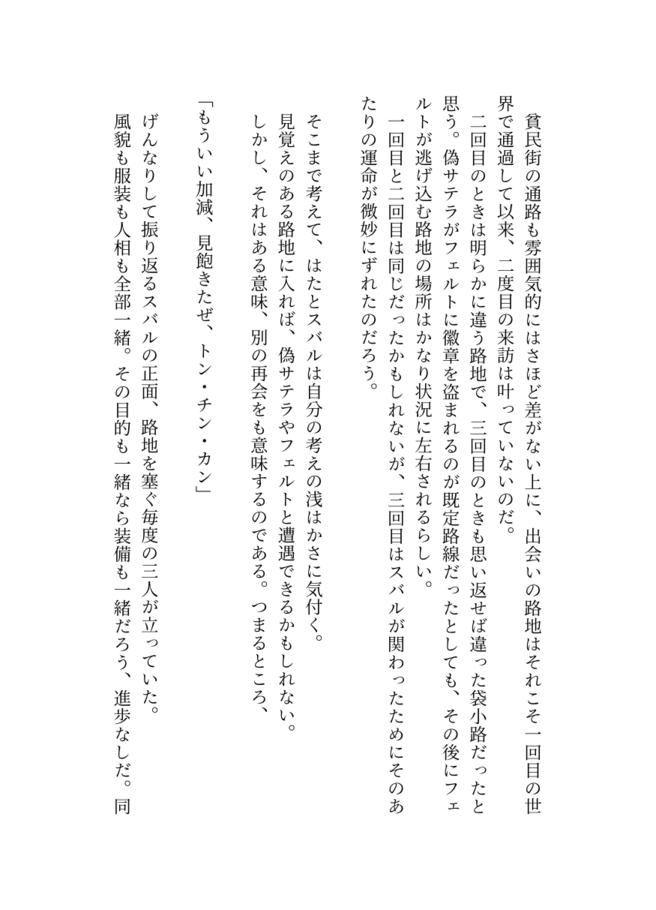 貧民街の通路も雰囲気的にはさほど差がない上に、出会いの路地はそれこそ一回目の世
界で通過して以来、二度目の来訪は叶っていないのだ。
二回目のときは明らかに違う路地で、三回目のときも思い返せば違った袋小路だったと
思う。偽サテラがフェルトに徽章を盗まれるのが既定路線だったとしても、その後にフェ
ルトが逃げ込む路地の場所はかなり状況に左右されるらしい。
一回目と二回目は同じだったかもしれないが、三回目はスバルが関わったためにそのあ
たりの運命が微妙にずれたのだろう。
そこまで考えて、はたとスバルは自分の考えの浅はかさに気付く。
見覚えのある路地に入れば、偽サテラやフェルトと遭遇できるかもしれない。
しかし、それはある意味、別の再会をも意味するのである。つまるところ、
「もういい加減、見飽きたぜ、トン・チン・カン」
げんなりして振り返るスバルの正面、路地を塞ぐ毎度の三人が立っていた。
風貌も服装も人相も全部一緒。その目的も一緒なら装備も一緒だろう、進歩なしだ。同